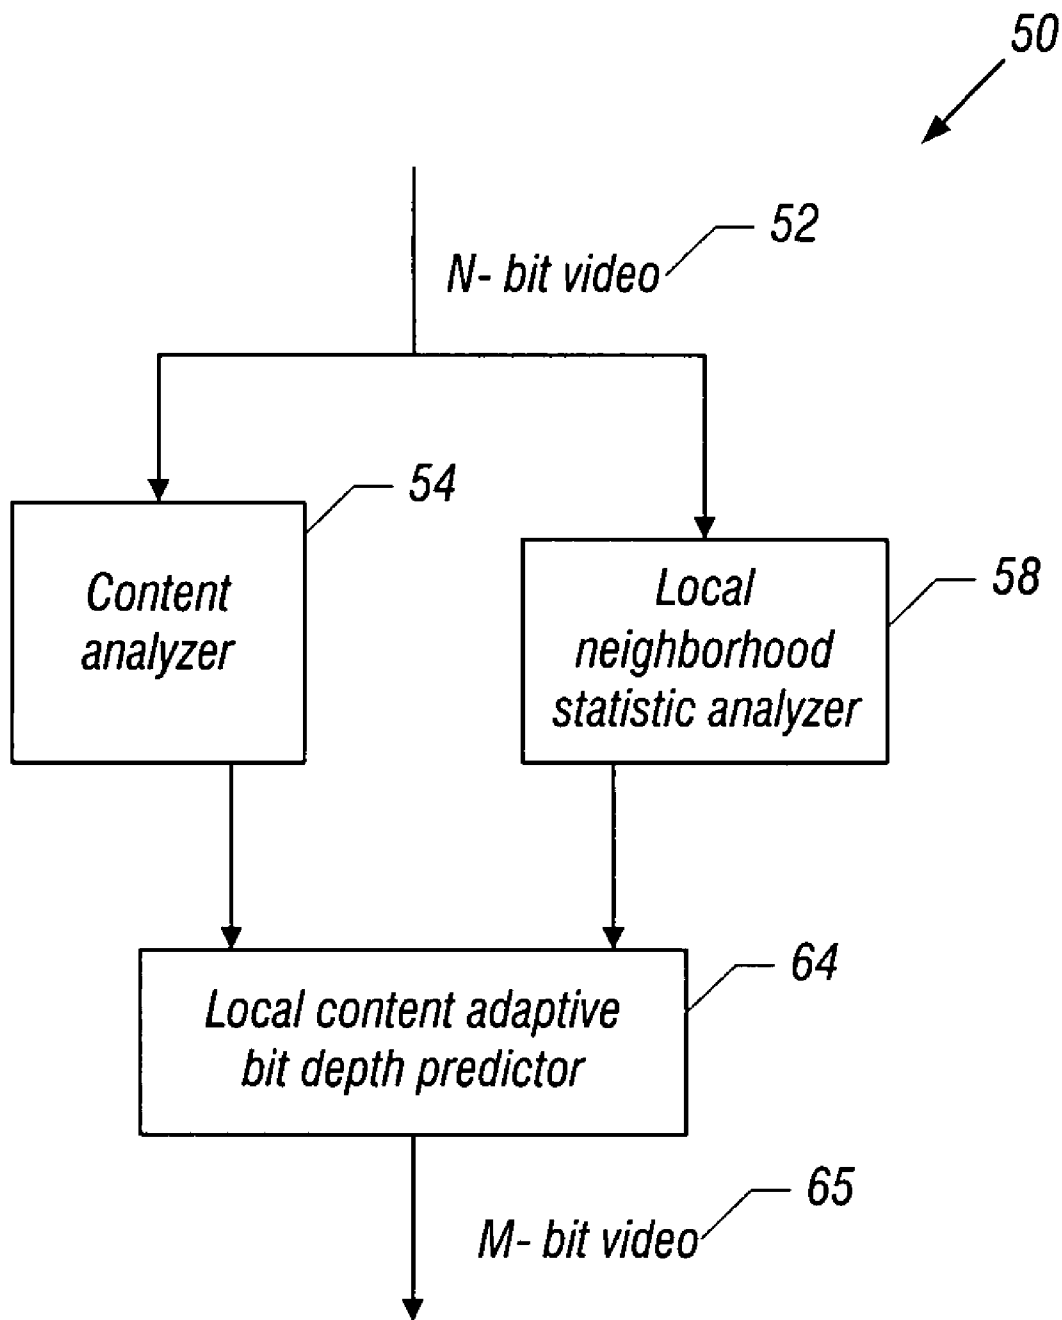 50
N- bit video 52
54
Content
analyzer
58
Local
neighborhood
statistic analyzer
64
Local content adaptive
bit depth predictor
M- bit video 65